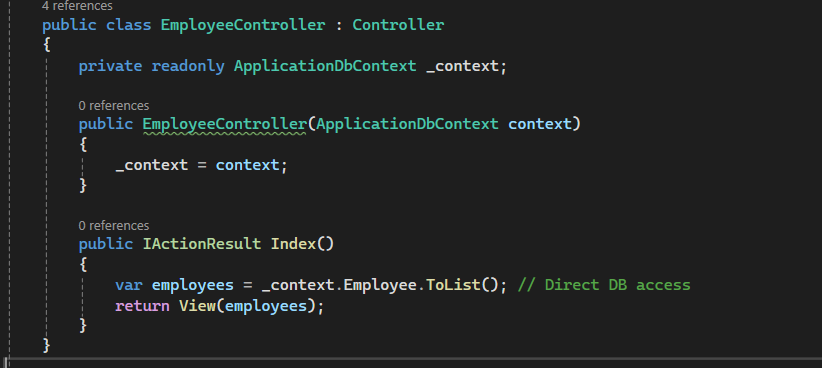 4 references
public class EmployeeController : Controller
{
private readonly ApplicationDbContext _context;
0 references
public EmployeeController(ApplicationDbContext context)
{
_context = context;
}
0 references
public IActionResult Index()
{
var employees = _context.Employee.ToList(); // Direct DB access
return View(employees);
}
}